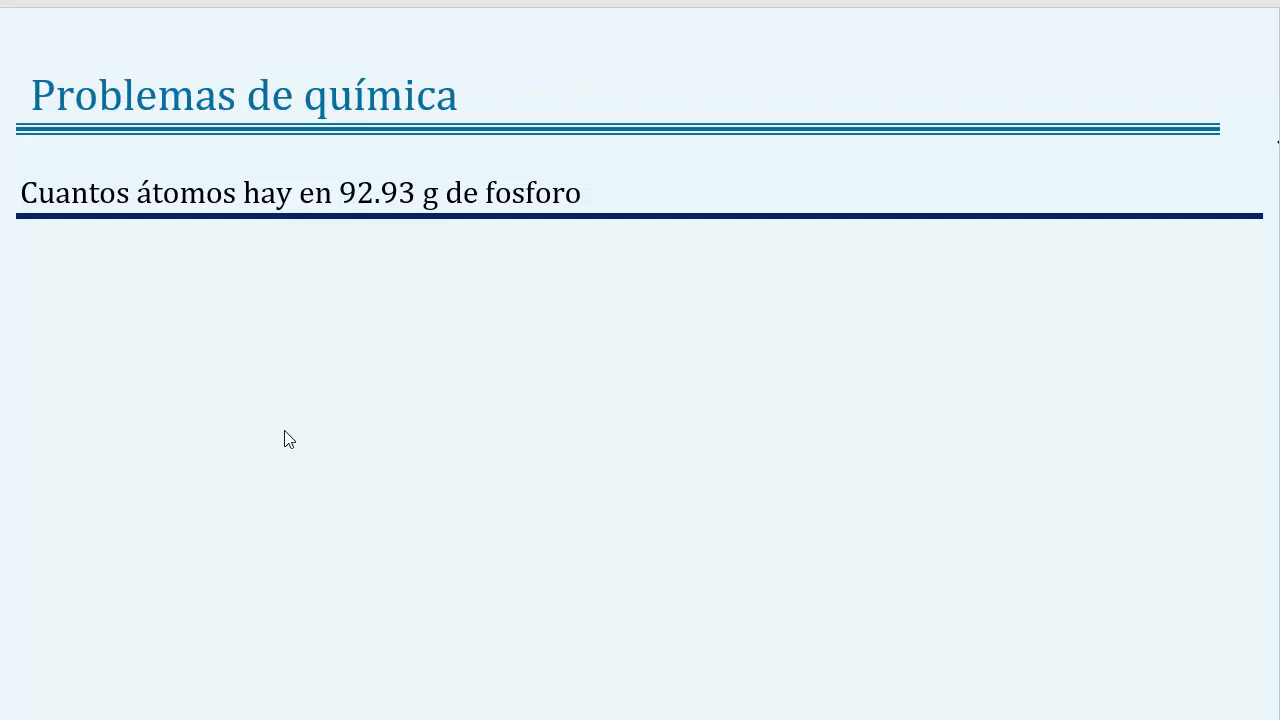 Problemas de química
Cuantos átomos hay en 92.93 g de fosforo